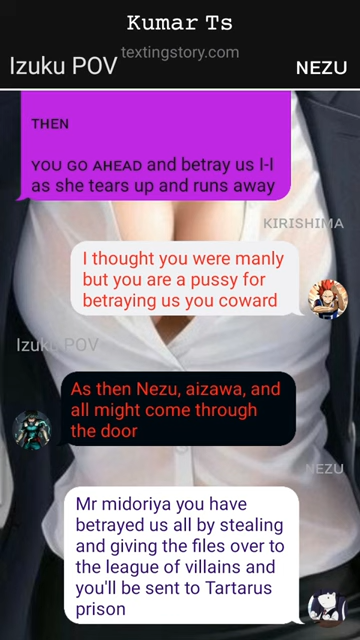 Kumar Ts
textingstory.com
Izuku POV
NEZU
THEN
YOU GO AHEAD and betray us I-I
as she tears up and runs away
KIRISHIMA
I thought you were manly
but you are a pussy for
betraying us you coward
Izuku POV
As then Nezu, aizawa, and
all might come through
the door
NEZU
Mr midoriya you have
betrayed us all by stealing
and giving the files over to
the league of villains and
you'll be sent to Tartarus
prison